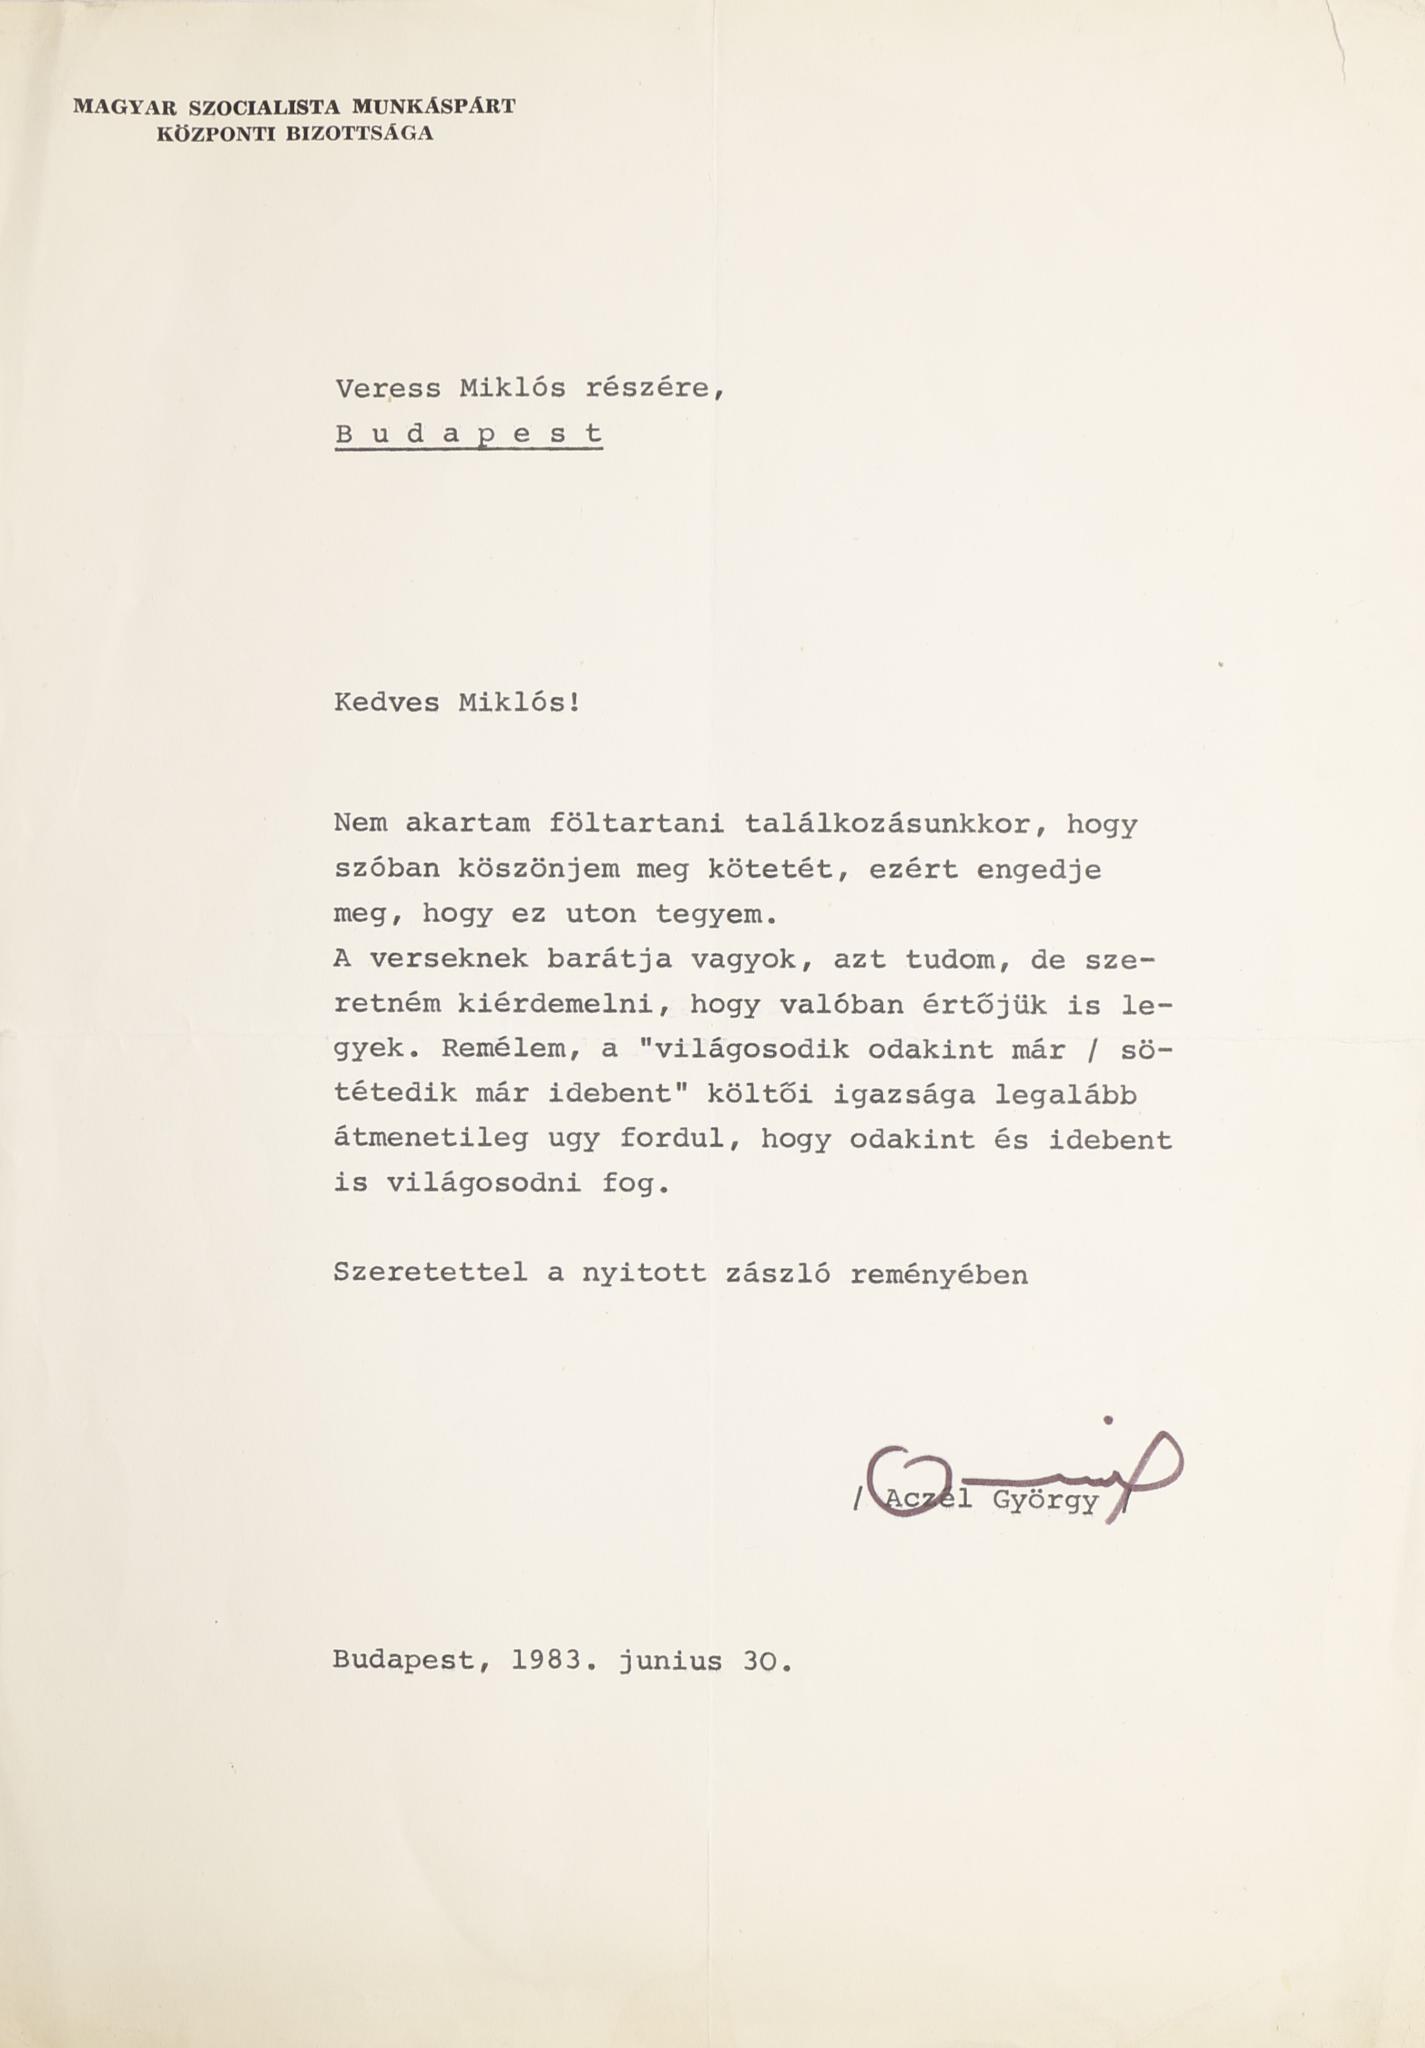 MAGYAR SZOCIALISTA MUNKÁSPÁRT
KÖZPONTI BIZOTTSÁGA
Veress Miklós részére,
B u d a p e s t
Kedves Miklós!
Nem akartam föltartani találkozásunkkor, hogy
szóban köszönjem meg kötetét, ezért engedje
meg, hogy ez uton tegyem.
A verseknek barátja vagyok, azt tudom, de sze-
retném kiérdemelni, hogy valóban értőjük is le-
gyek. Remélem, a "világosodik odakint már / sö-
tétedik már idebent" költői igazsága legalább
átmenetileg ugy fordul, hogy odakint és idebent
is világosodni fog.
Szeretettel a nyitott zászló reményében
/ Aczél György /
Budapest, 1983. junius 30.